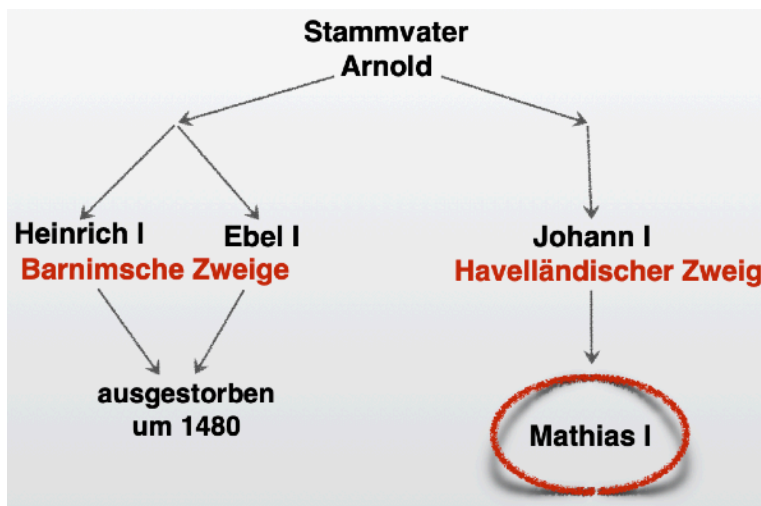 Stammvater
Arnold
Heinrich I
Ebel I
Barnimsche Zweige
Johann I
Havelländischer Zweig
ausgestorben
um 1480
Mathias I